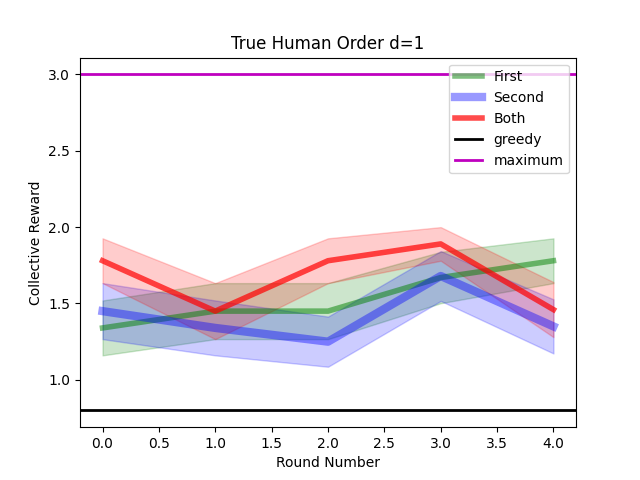 True Human Order d=1
3.0
2.5
2.0
1.5
1.0
Collective Reward
First
Second
Both
greedy
maximum
0.0 0.5 1.0 1.5 2.0 2.5 3.0 3.5 4.0
Round Number